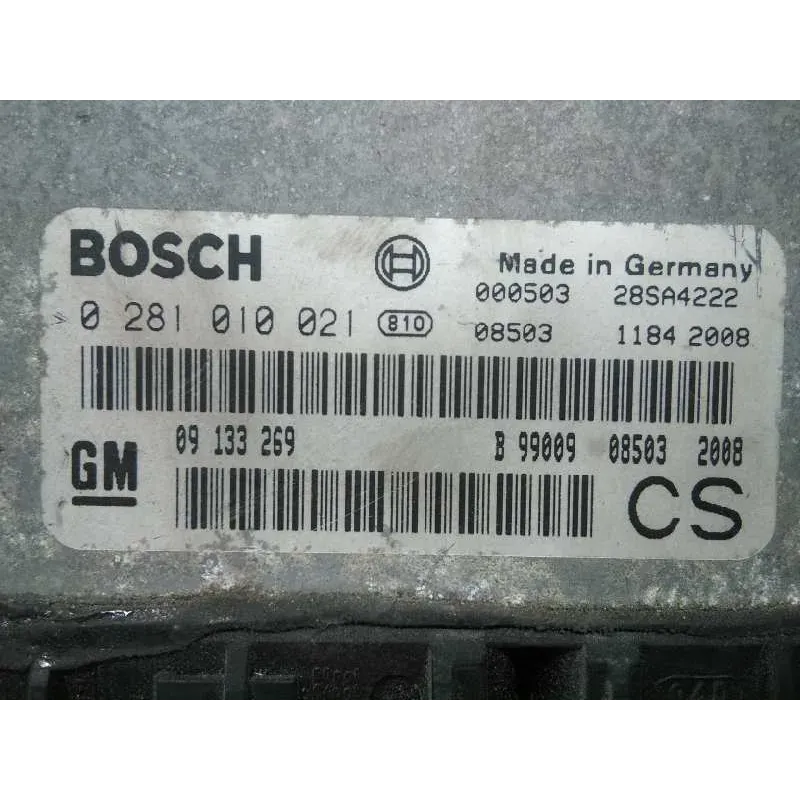 BOSCH
Made in Germany
000503 28SA4222
0 281 010 021 810
08503 1184 2008
09 133 269 B 99009 08503 2008
GM
CS